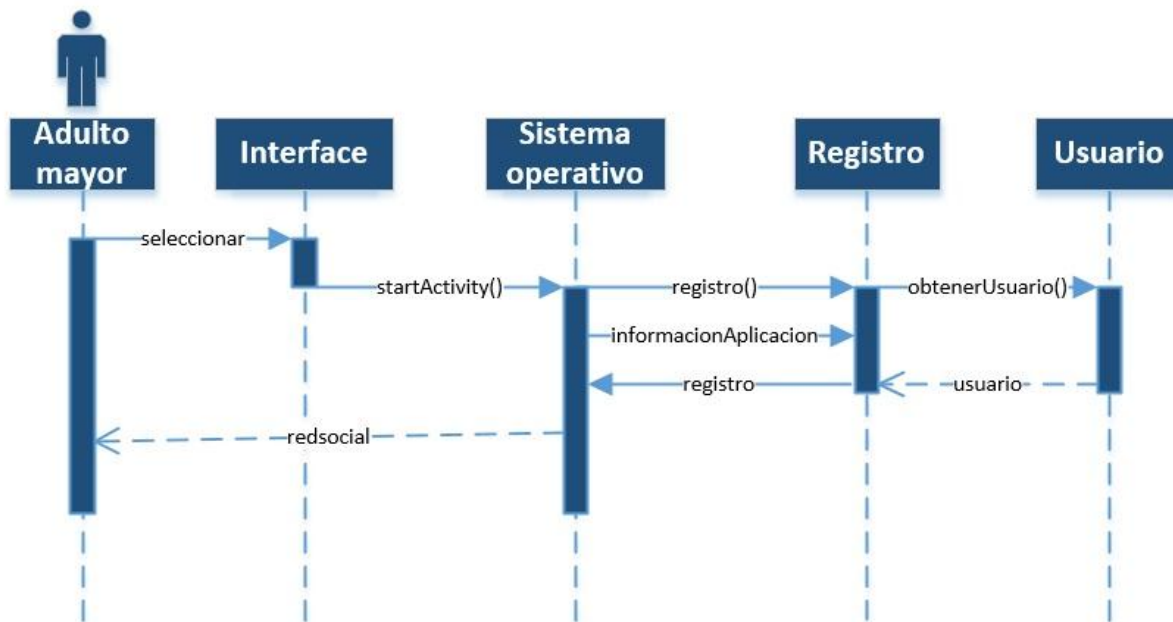 Adulto
mayor
Interface
Sistema
operativo
Registro
Usuario
seleccionar
startActivity()
registro()
obtenerUsuario()
informacionAplicacion
registro
usuario
redsocial